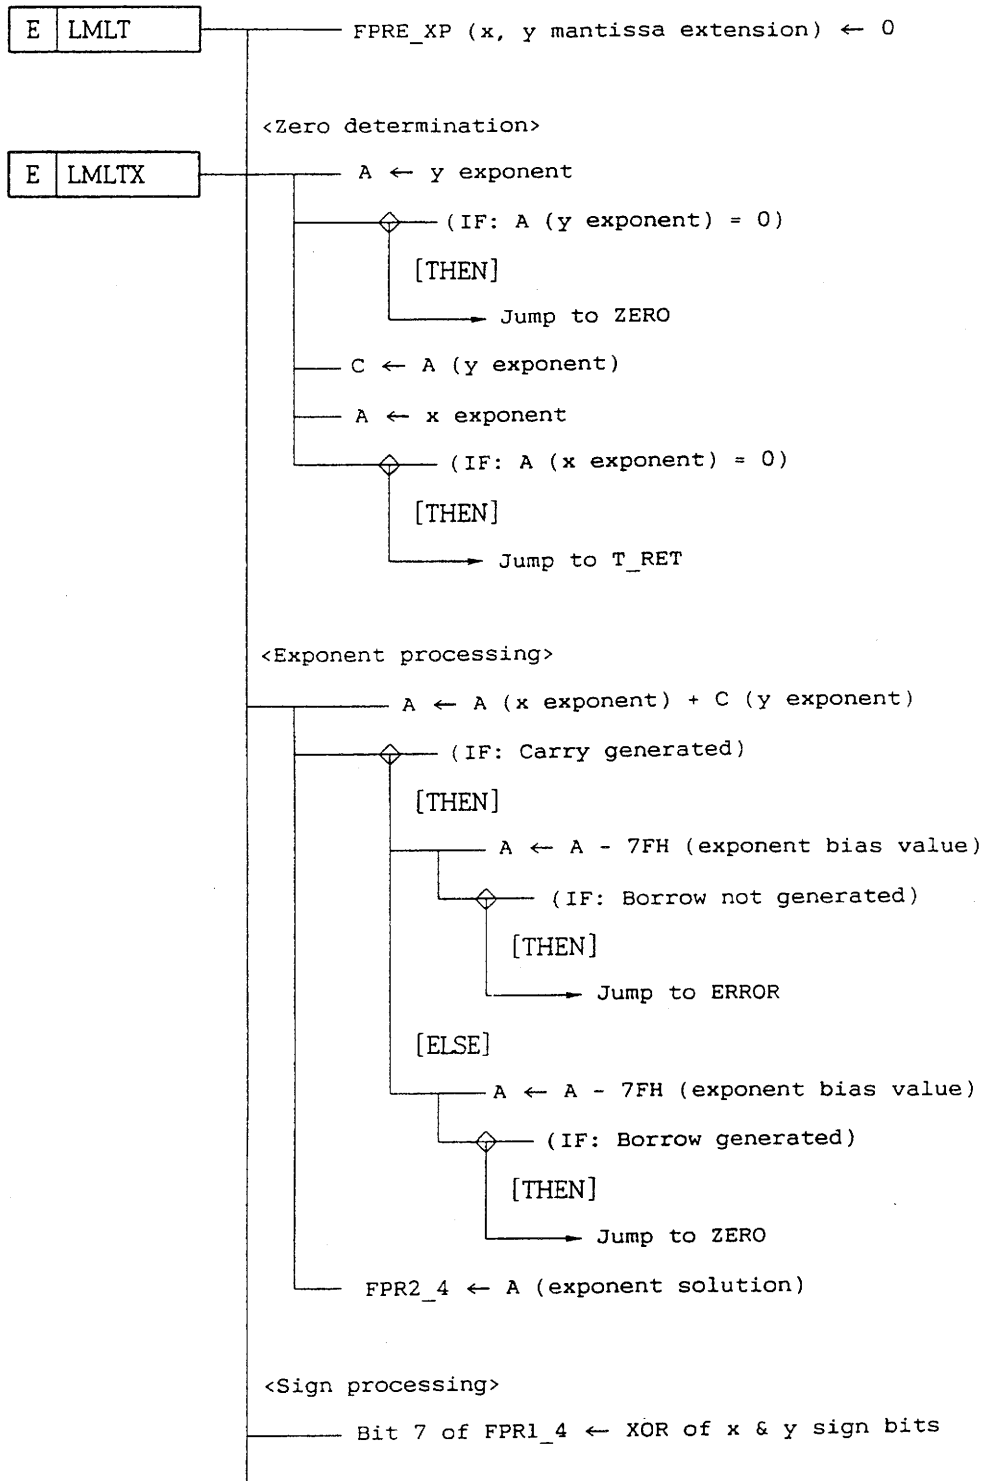 E LMLT FPRE_XP (x, y mantissa extension) ← 0
<Zero determination>
E LMLTX A ← y exponent
(IF: A (y exponent) = 0)
[THEN]
Jump to ZERO
C ← A (y exponent)
A ← x exponent
(IF: A (x exponent) = 0)
[THEN]
Jump to T_RET
<Exponent processing>
A ← A (x exponent) + C (y exponent)
(IF: Carry generated)
[THEN]
A ← A - 7FH (exponent bias value)
(IF: Borrow not generated)
[THEN]
Jump to ERROR
[ELSE]
A ← A - 7FH (exponent bias value)
(IF: Borrow generated)
[THEN]
Jump to ZERO
FPR2_4 ← A (exponent solution)
<Sign processing>
Bit 7 of FPR1_4 ← XOR of x & y sign bits